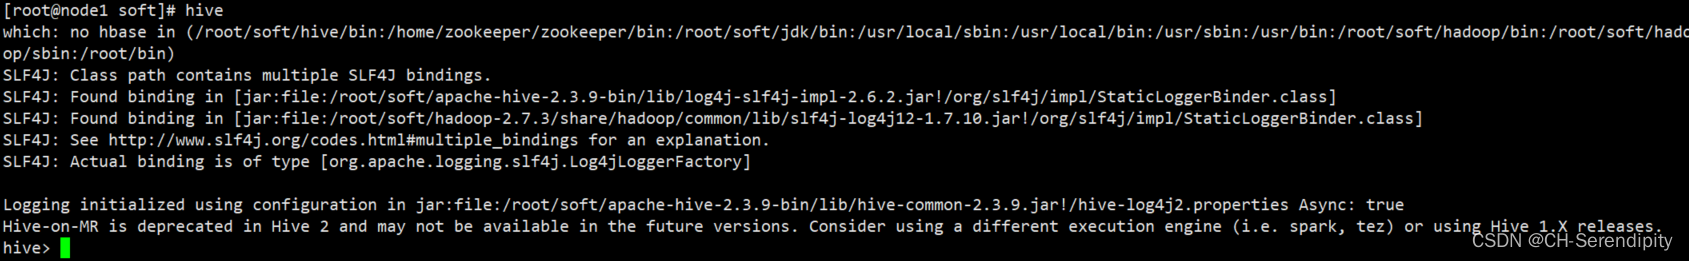 [root@node1 soft]# hive
which: no hbase in (/root/soft/hive/bin:/home/zookeeper/zookeeper/bin:/root/soft/jdk/bin:/usr/local/sbin:/usr/local/bin:/usr/sbin:/usr/bin:/root/soft/hadoop/bin:/root/soft/hado
op/sbin:/root/bin)
SLF4J: Class path contains multiple SLF4J bindings.
SLF4J: Found binding in [jar:file:/root/soft/apache-hive-2.3.9-bin/lib/log4j-slf4j-impl-2.6.2.jar!/org/slf4j/impl/StaticLoggerBinder.class]
SLF4J: Found binding in [jar:file:/root/soft/hadoop-2.7.3/share/hadoop/common/lib/slf4j-log4j12-1.7.10.jar!/org/slf4j/impl/StaticLoggerBinder.class]
SLF4J: See http://www.slf4j.org/codes.html#multiple_bindings for an explanation.
SLF4J: Actual binding is of type [org.apache.logging.slf4j.Log4jLoggerFactory]
Logging initialized using configuration in jar:file:/root/soft/apache-hive-2.3.9-bin/lib/hive-common-2.3.9.jar!/hive-log4j2.properties Async: true
Hive-on-MR is deprecated in Hive 2 and may not be available in the future versions. Consider using a different execution engine (i.e. spark, tez) or using Hive 1.X releases.
hive>
CSDN @CH-Serendipity